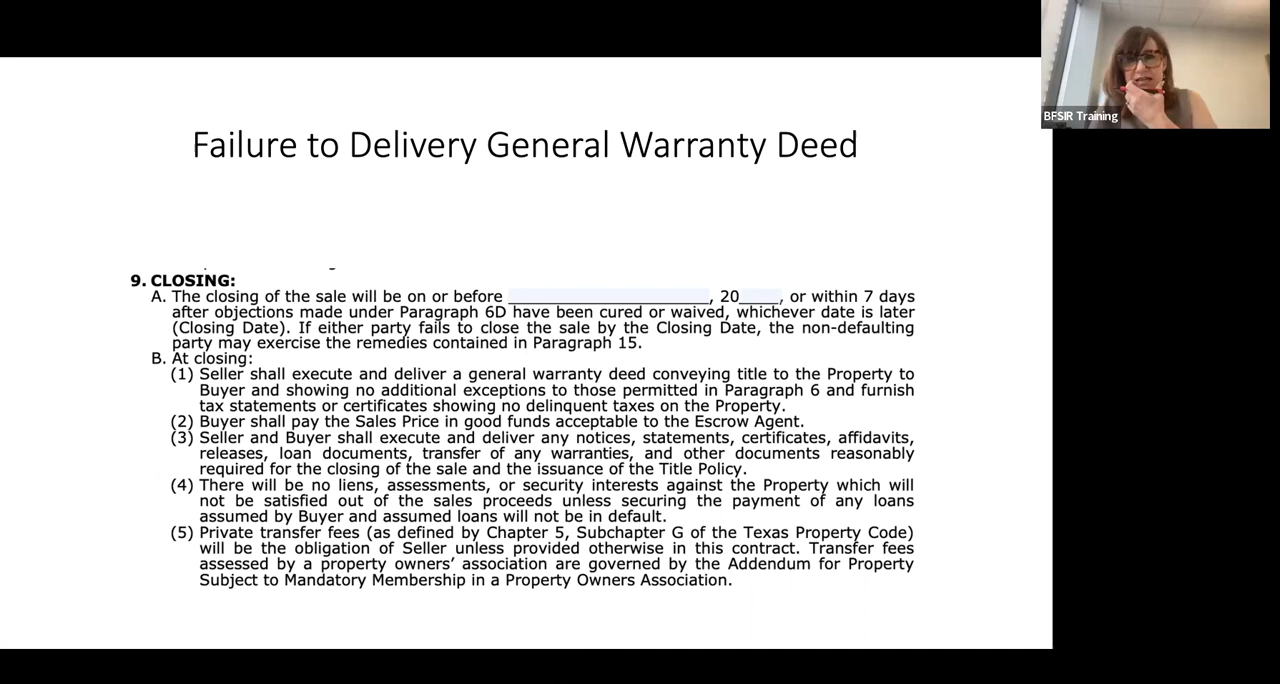 BFSIR Training
Failure to Delivery General Warranty Deed
9. CLOSING:
A. The closing of the sale will be on or before ____________________, 20____, or within 7 days
after objections made under Paragraph 6D have been cured or waived, whichever date is later
(Closing Date). If either party fails to close the sale by the Closing Date, the non-defaulting
party may exercise the remedies contained in Paragraph 15.
B. At closing:
(1) Seller shall execute and deliver a general warranty deed conveying title to the Property to
Buyer and showing no additional exceptions to those permitted in Paragraph 6 and furnish
tax statements or certificates showing no delinquent taxes on the Property.
(2) Buyer shall pay the Sales Price in good funds acceptable to the Escrow Agent.
(3) Seller and Buyer shall execute and deliver any notices, statements, certificates, affidavits,
releases, loan documents, transfer of any warranties, and other documents reasonably
required for the closing of the sale and the issuance of the Title Policy.
(4) There will be no liens, assessments, or security interests against the Property which will
not be satisfied out of the sales proceeds unless securing the payment of any loans
assumed by Buyer and assumed loans will not be in default.
(5) Private transfer fees (as defined by Chapter 5, Subchapter G of the Texas Property Code)
will be the obligation of Seller unless provided otherwise in this contract. Transfer fees
assessed by a property owners' association are governed by the Addendum for Property
Subject to Mandatory Membership in a Property Owners Association.